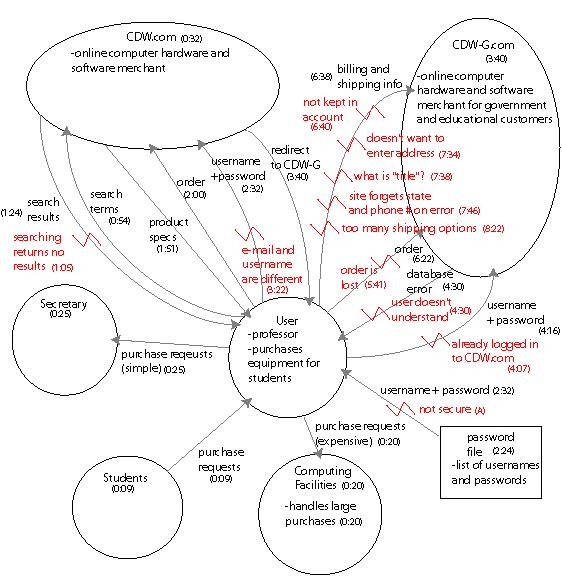 CDW.com (0:32)
-online computer hardware and
software merchant
CDW-G.com
(3:40)
-online computer
hardware and software
merchant for government
and educational customers
(6:38)
billing and
shipping info
not kept in
account
(6:40)
doesn't want to
enter address (7:34)
what is "title"? (7:38)
site forgets state
and phone # on error (7:46)
too many shipping options (8:22)
redirect
to CDW-G
(3:40)
username
+password
(2:32)
order
(2:00)
product
specs
(1:51)
search
terms
(0:54)
search
results
(1:24)
searching
returns no
results (1:05)
e-mail and
username
are different
(3:22)
order
(6:22)
order is
lost (5:41)
database
error (4:30)
user doesn't
understand (4:30)
username
+ password
(4:16)
already logged in
to CDW.com
(4:07)
Secretary
(0:25)
User
-professor
-purchases
equipment for
students
purchase reqeusts
(simple) (0:25)
username + password (2:32)
not secure (A)
password
file
(2:24)
-list of usernames
and passwords
purchase requests
(expensive) (0:20)
purchase
requests
(0:09)
Students
(0:09)
Computing
Facilities (0:20)
-handles large
purchases (0:20)